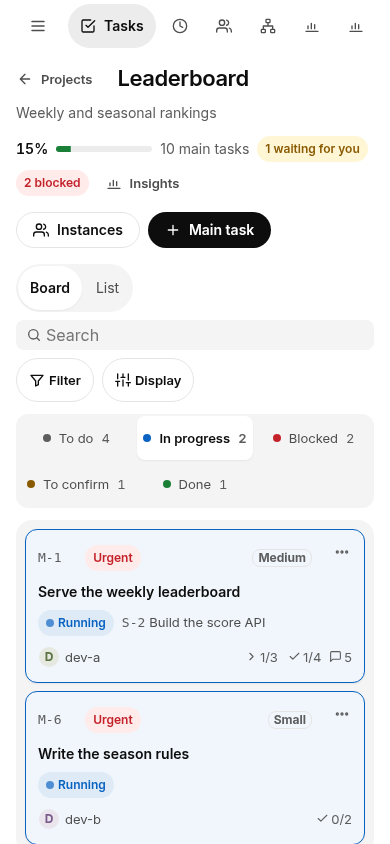 Tasks
Projects Leaderboard
Weekly and seasonal rankings
15% 10 main tasks 1 waiting for you
2 blocked Insights
Instances Main task
Board List
Search
Filter Display
To do 4 In progress 2 Blocked 2
To confirm 1 Done 1
M-1 Urgent Medium
Serve the weekly leaderboard
Running S-2 Build the score API
D dev-a 1/3 1/4 5
M-6 Urgent Small
Write the season rules
Running
D dev-b 0/2